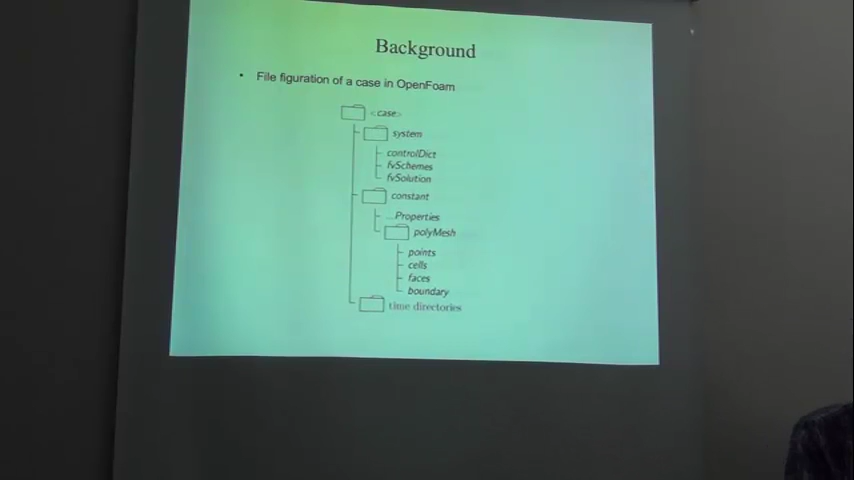 Background
• File figuration of a case in OpenFoam
<case>
system
controlDict
fvSchemes
fvSolution
constant
...Properties
polyMesh
points
cells
faces
boundary
time directories